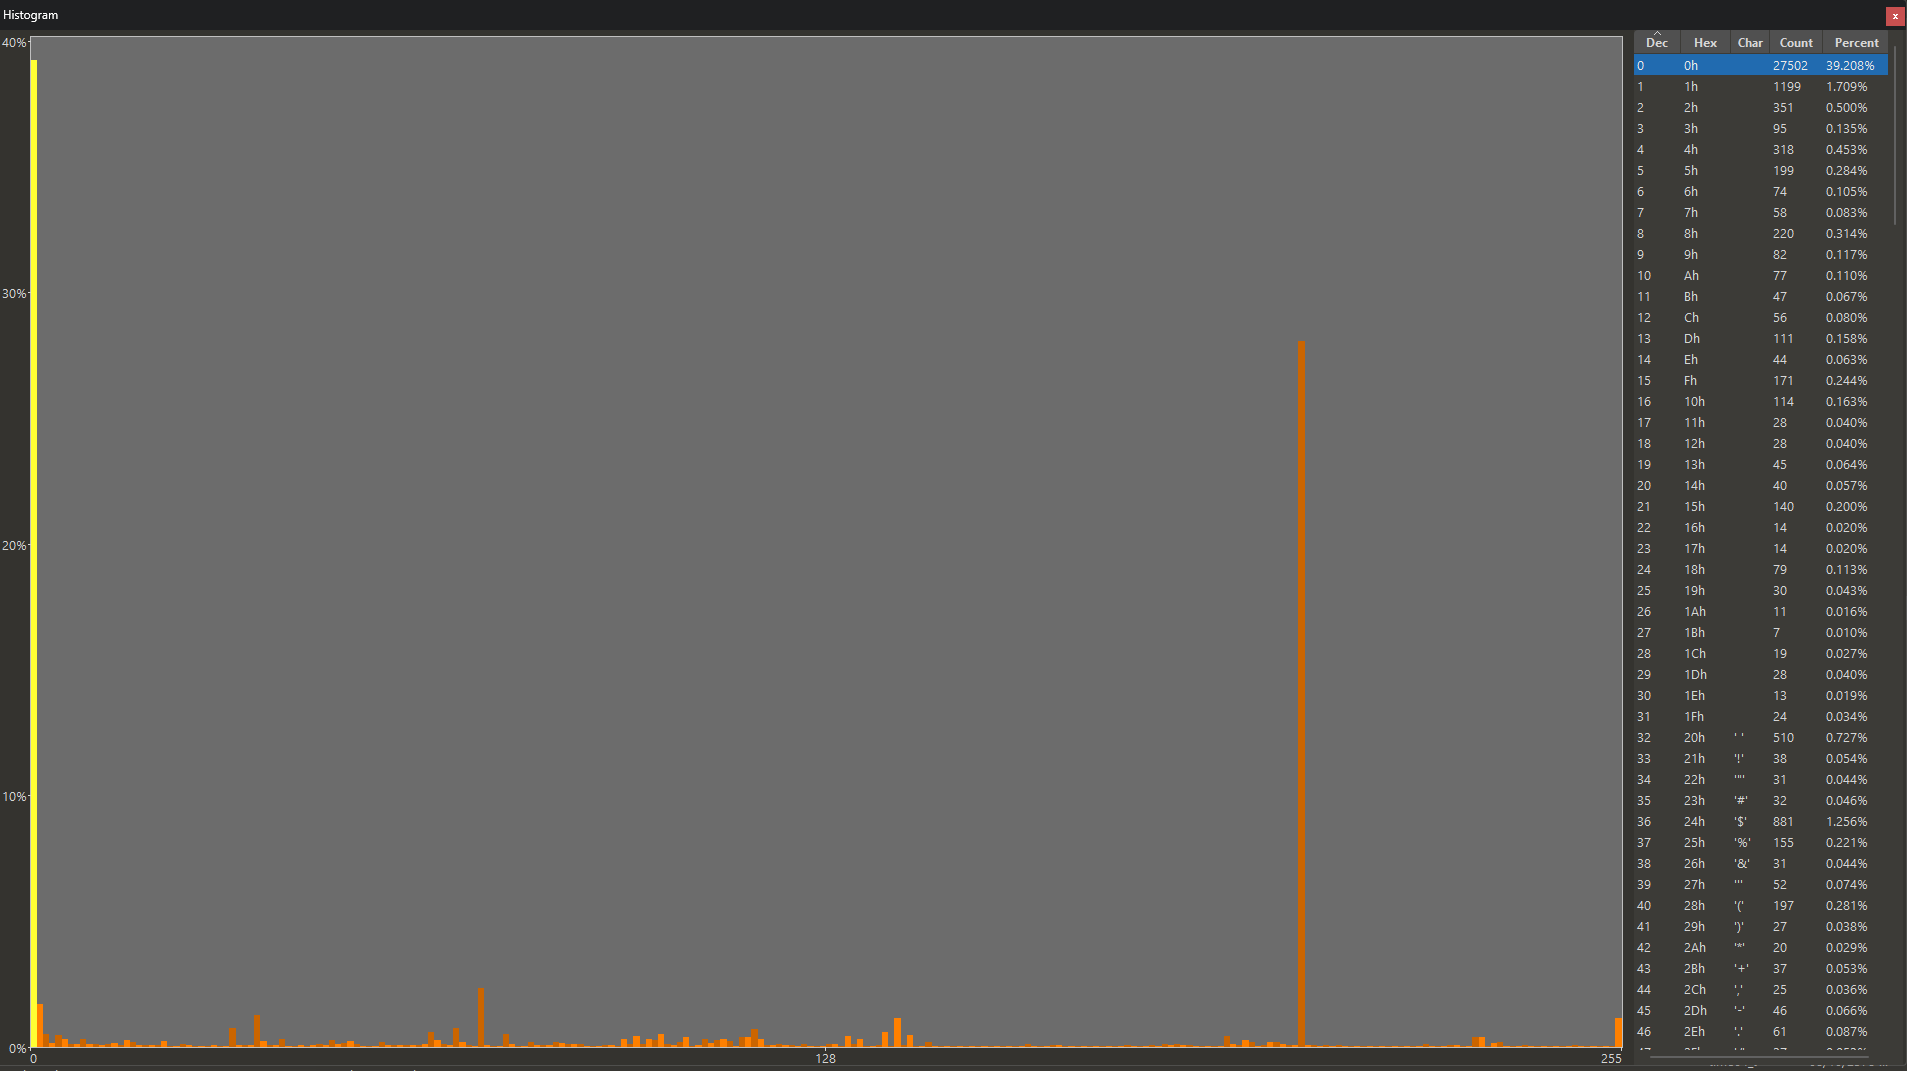 Histogram
x
40%
30%
20%
10%
0%
0
128
255
Dec Hex Char Count Percent
0 0h 27502 39.208%
1 1h 1199 1.709%
2 2h 351 0.500%
3 3h 95 0.135%
4 4h 318 0.453%
5 5h 199 0.284%
6 6h 74 0.105%
7 7h 58 0.083%
8 8h 220 0.314%
9 9h 82 0.117%
10 Ah 77 0.110%
11 Bh 47 0.067%
12 Ch 56 0.080%
13 Dh 111 0.158%
14 Eh 44 0.063%
15 Fh 171 0.244%
16 10h 114 0.163%
17 11h 28 0.040%
18 12h 28 0.040%
19 13h 45 0.064%
20 14h 40 0.057%
21 15h 140 0.200%
22 16h 14 0.020%
23 17h 14 0.020%
24 18h 79 0.113%
25 19h 30 0.043%
26 1Ah 11 0.016%
27 1Bh 7 0.010%
28 1Ch 19 0.027%
29 1Dh 28 0.040%
30 1Eh 13 0.019%
31 1Fh 24 0.034%
32 20h ' ' 510 0.727%
33 21h '!' 38 0.054%
34 22h '"' 31 0.044%
35 23h '#' 32 0.046%
36 24h '$' 881 1.256%
37 25h '%' 155 0.221%
38 26h '&' 31 0.044%
39 27h ''' 52 0.074%
40 28h '(' 197 0.281%
41 29h ')' 27 0.038%
42 2Ah '*' 20 0.029%
43 2Bh '+' 37 0.053%
44 2Ch ',' 25 0.036%
45 2Dh '-' 46 0.066%
46 2Eh '.' 61 0.087%